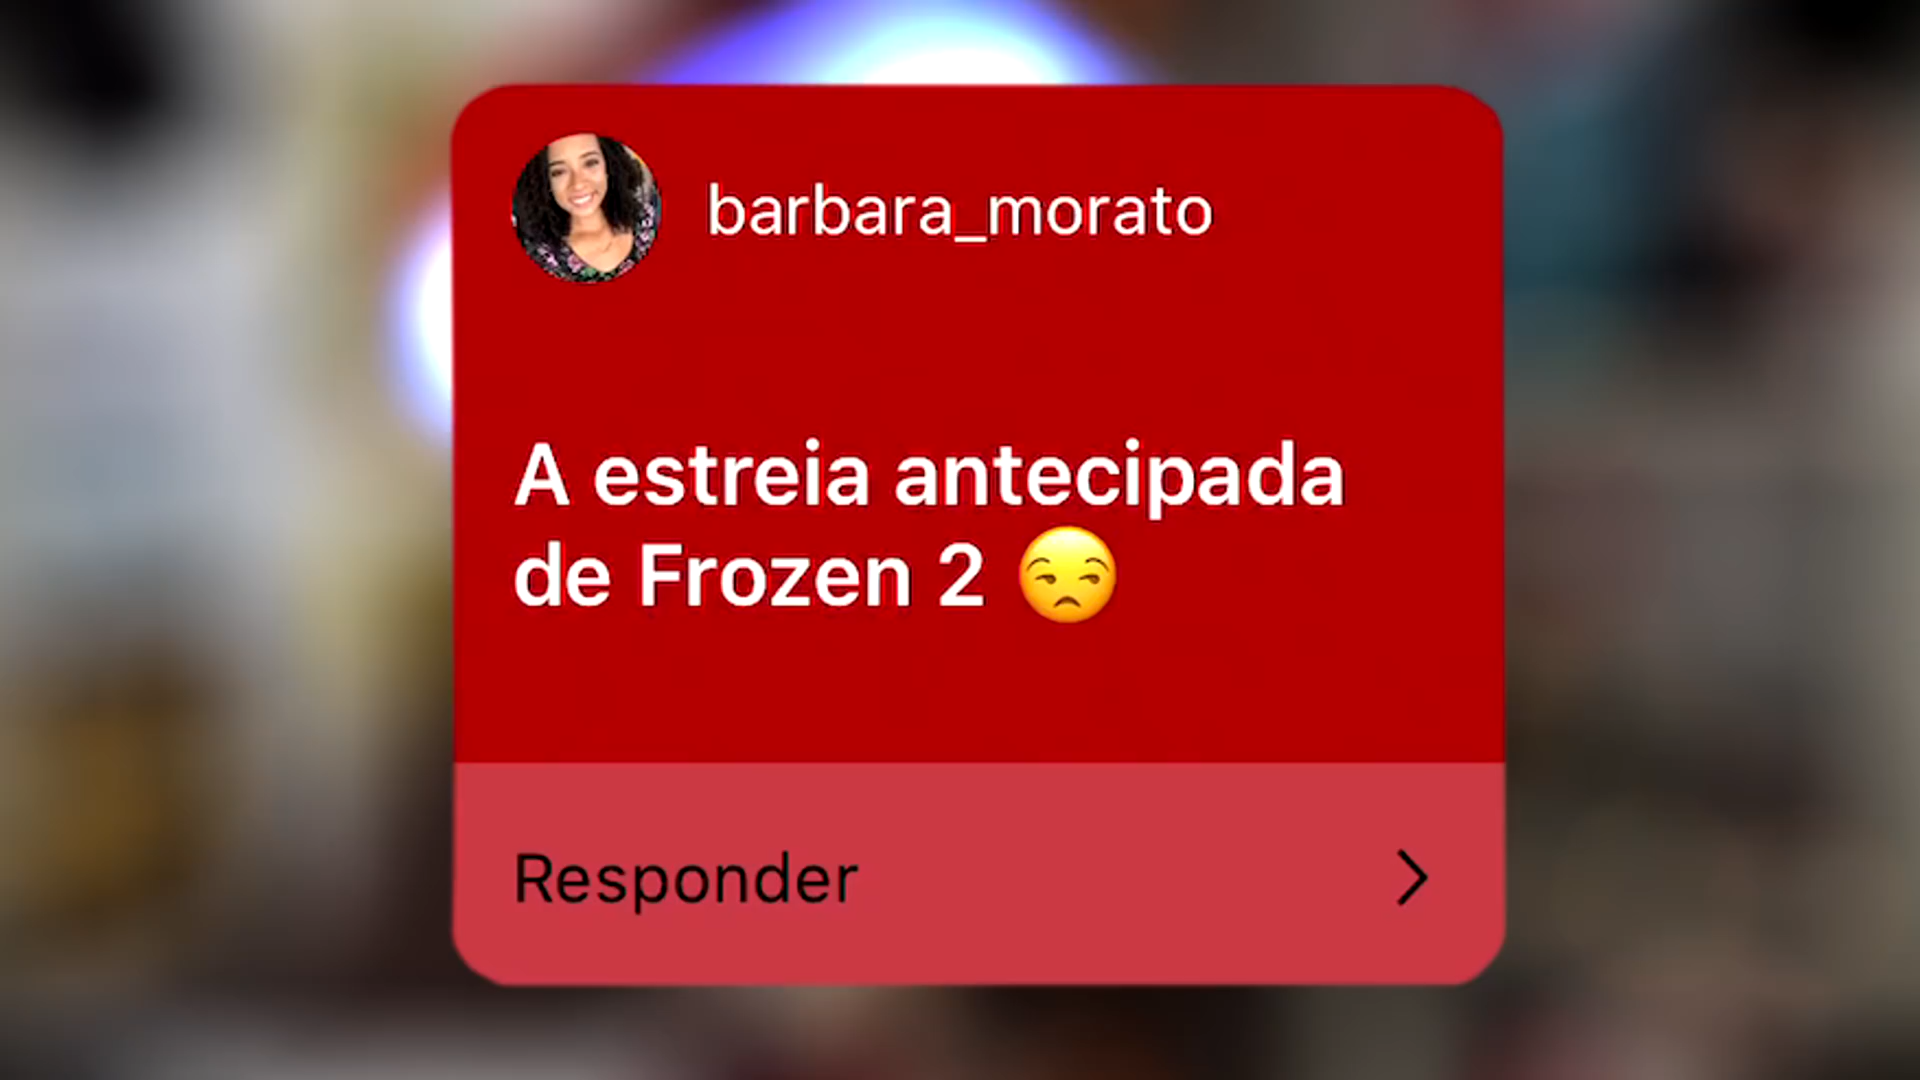 barbara_morato
A estreia antecipada
de Frozen 2 😒
Responder